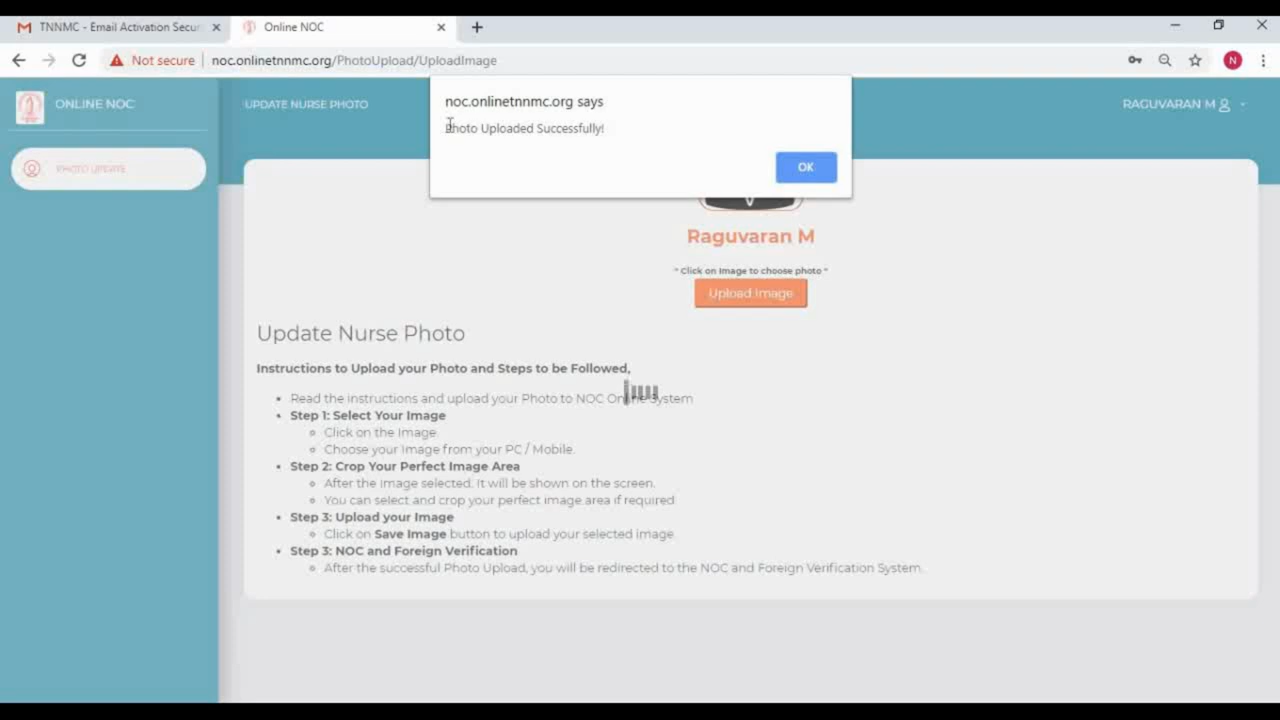 TNNMC - Email Activation Secur
Online NOC
Not secure
noc.onlinetnnmc.org/PhotoUpload/UploadImage
N
ONLINE NOC
UPDATE NURSE PHOTO
RAGUVARAN M
noc.onlinetnnmc.org says
Photo Uploaded Successfully!
OK
PHOTO UPDATE
Raguvaran M
* Click on Image to choose photo *
Upload Image
Update Nurse Photo
Instructions to Upload your Photo and Steps to be Followed,
Read the instructions and upload your Photo to NOC Online System
Step 1: Select Your Image
Click on the Image.
Choose your Image from your PC / Mobile.
Step 2: Crop Your Perfect Image Area
After the image selected. It will be shown on the screen.
You can select and crop your perfect image area if required
Step 3: Upload your Image
Click on Save Image button to upload your selected image.
Step 3: NOC and Foreign Verification
After the successful Photo Upload, you will be redirected to the NOC and Foreign Verification System.